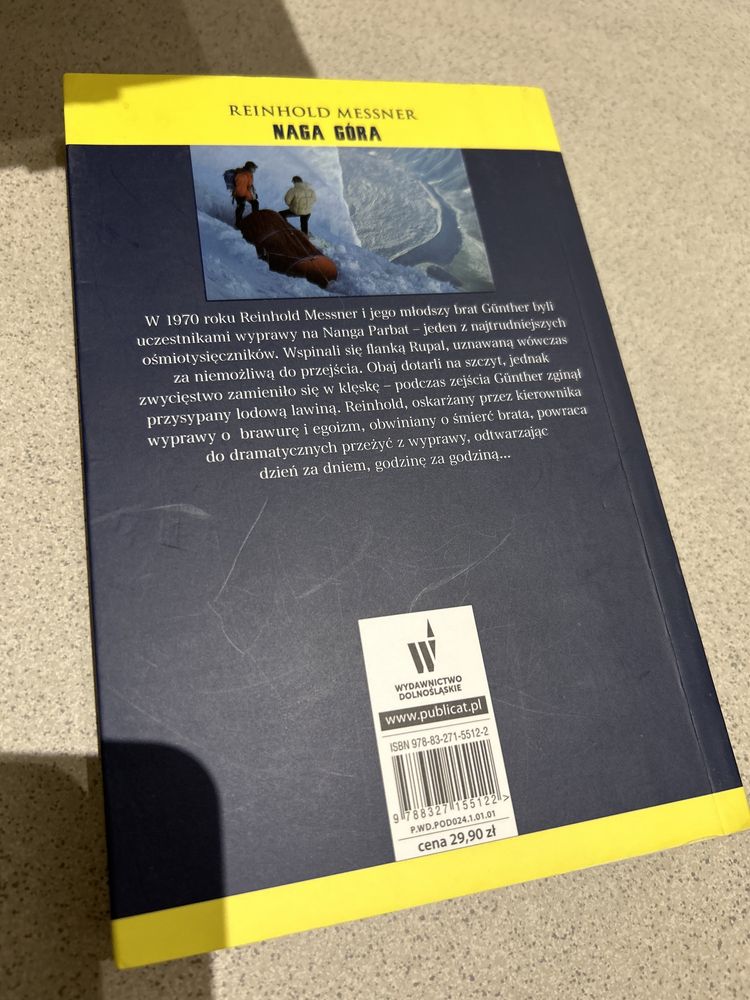 REINHOLD MESSNER
NAGA GÓRA
W 1970 roku Reinhold Messner i jego młodszy brat Günther byli
uczestnikami wyprawy na Nanga Parbat – jeden z najtrudniejszych
ośmiotysięczników. Wspinali się flanką Rupal, uznawaną wówczas
za niemożliwą do przejścia. Obaj dotarli na szczyt, jednak
zwycięstwo zamieniło się w klęskę – podczas zejścia Günther zginął
przysypany lodową lawiną. Reinhold, oskarżany przez kierownika
wyprawy o brawurę i egoizm, obwiniany o śmierć brata, powraca
do dramatycznych przeżyć z wyprawy, odtwarzając
dzień za dniem, godzinę za godziną...
W
WYDAWNICTWO
DOLNOŚLĄSKIE
www.publicat.pl
ISBN 978-83-271-5512-2
9 788327 155122 >
P.WD.POD024.1.01.01
cena 29,90 zł